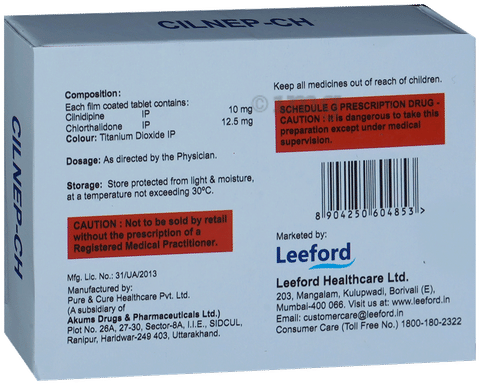 CILNEP-CH
CILNEP-CH
Composition:
Each film coated tablet contains:
Clinidipine IP 10 mg
Chlorthalidone IP 12.5 mg
Colour: Titanium Dioxide IP
Dosage: As directed by the Physician.
Storage: Store protected from light & moisture,
at a temperature not exceeding 30°C.
CAUTION : Not to be sold by retail
without the prescription of a
Registered Medical Practitioner.
Mfg. Lic. No.: 31/UA/2013
Manufactured by:
Pure & Cure Healthcare Pvt. Ltd.
(A subsidiary of
Akums Drugs & Pharmaceuticals Ltd.)
Plot No. 26A, 27-30, Sector-8A, I.I.E., SIDCUL,
Ranipur, Haridwar-249 403, Uttarakhand.
Keep all medicines out of reach of children.
SCHEDULE G PRESCRIPTION DRUG -
CAUTION : It is dangerous to take this
preparation except under medical
supervision.
8 904250 604853
Marketed by:
Leeford
Leeford Healthcare Ltd.
203, Mangalam, Kulupwadi, Borivali (E),
Mumbai-400 066. Visit us at: www.leeford.in
Email: customercare@leeford.in
Consumer Care (Toll Free No.) 1800-180-2322